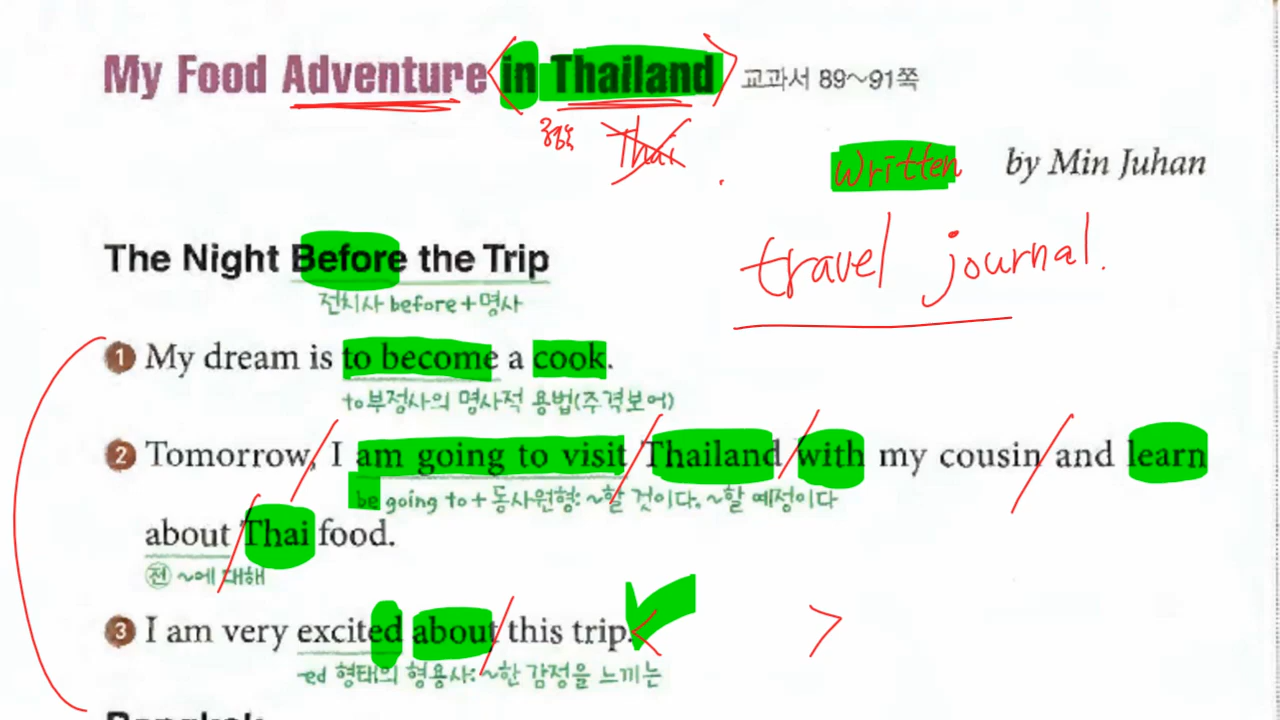 My Food Adventure in Thailand 교과서 89~91쪽
Thai
written by Min Juhan
travel journal.
The Night Before the Trip
전치사 before+명사
1 My dream is to become a cook.
to부정사의 명사적 용법(주격보어)
2 Tomorrow, I am going to visit Thailand with my cousin and learn
be going to+동사원형: ~할 것이다, ~할 예정이다
about Thai food.
전 ~에 대해
3 I am very excited about this trip.
-ed 형태의 형용사: ~한 감정을 느끼는